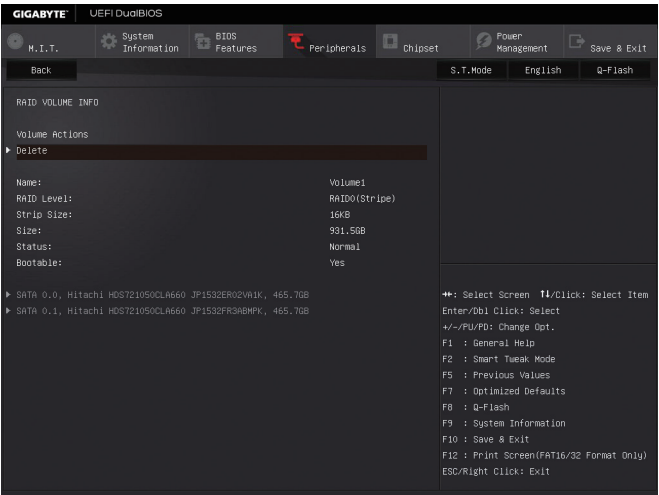 GIGABYTE™ UEFI DualBIOS
M.I.T.
System Information
BIOS Features
Peripherals
Chipset
Power Management
Save & Exit
Back
S.T.Mode English Q-Flash
RAID VOLUME INFO
Volume Actions
Delete
Name: Volume1
RAID Level: RAID0(Stripe)
Strip Size: 16KB
Size: 931.5GB
Status: Normal
Bootable: Yes
SATA 0.0, Hitachi HDS721050CLA660 JP1532ER02VA1K, 465.7GB
SATA 0.1, Hitachi HDS721050CLA660 JP1532FR3ABMPK, 465.7GB
→←: Select Screen ↑↓/Click: Select Item
Enter/Dbl Click: Select
+/-/PU/PD: Change Opt.
F1 : General Help
F2 : Smart Tweak Mode
F5 : Previous Values
F7 : Optimized Defaults
F8 : Q-Flash
F9 : System Information
F10 : Save & Exit
F12 : Print Screen(FAT16/32 Format Only)
ESC/Right Click: Exit